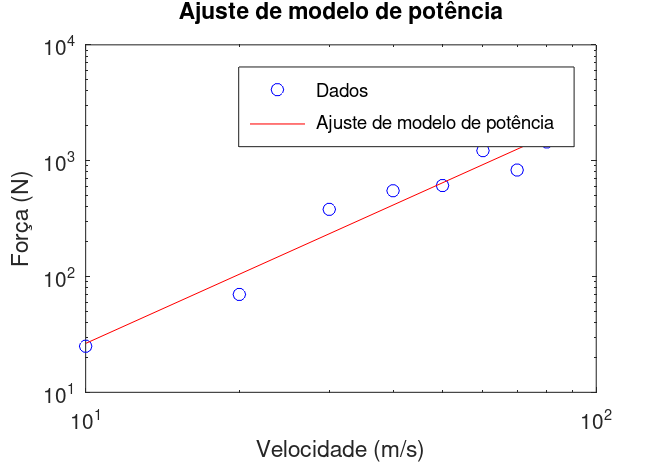 Ajuste de modelo de potência
10^4
Dados
Ajuste de modelo de potência
10^3
Força (N)
10^2
10^1
10^1
10^2
Velocidade (m/s)